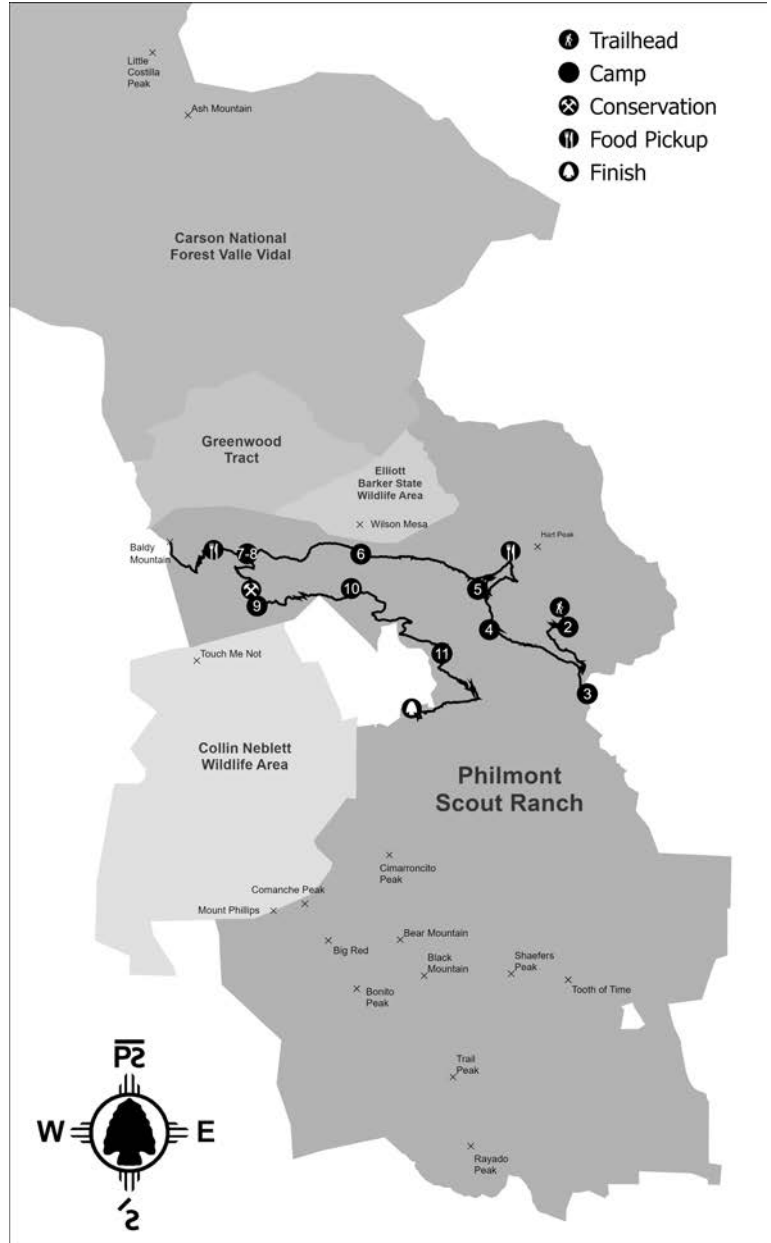 Trailhead
Camp
Conservation
Food Pickup
Finish
Little
Costilla
Peak
Ash Mountain
Carson National
Forest Valle Vidal
Greenwood
Tract
Elliott
Barker State
Wildlife Area
Wilson Mesa
Hart Peak
Baldy
Mountain
7-8
6
5
10
9
2
4
11
3
Touch Me Not
Collin Neblett
Wildlife Area
Philmont
Scout Ranch
Cimarroncito
Peak
Comanche Peak
Mount Phillips
Bear Mountain
Big Red
Black
Mountain
Shaefers
Peak
Bonito
Peak
Tooth of Time
Trail
Peak
Rayado
Peak
W
E